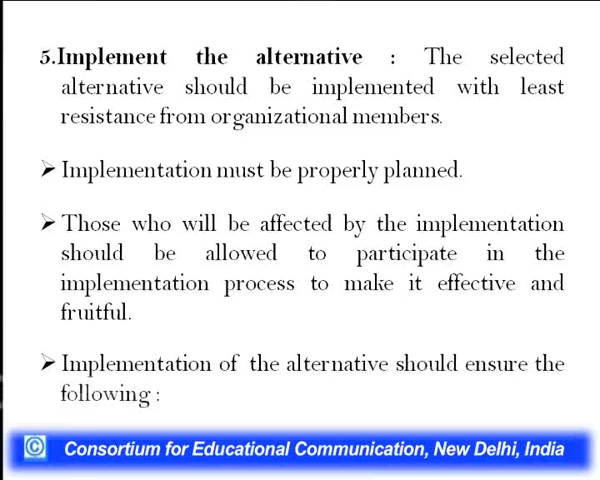 5.Implement the alternative : The selected
alternative should be implemented with least
resistance from organizational members.
➢ Implementation must be properly planned.
➢ Those who will be affected by the implementation
should be allowed to participate in the
implementation process to make it effective and
fruitful.
➢ Implementation of the alternative should ensure the
following :
© Consortium for Educational Communication, New Delhi, India